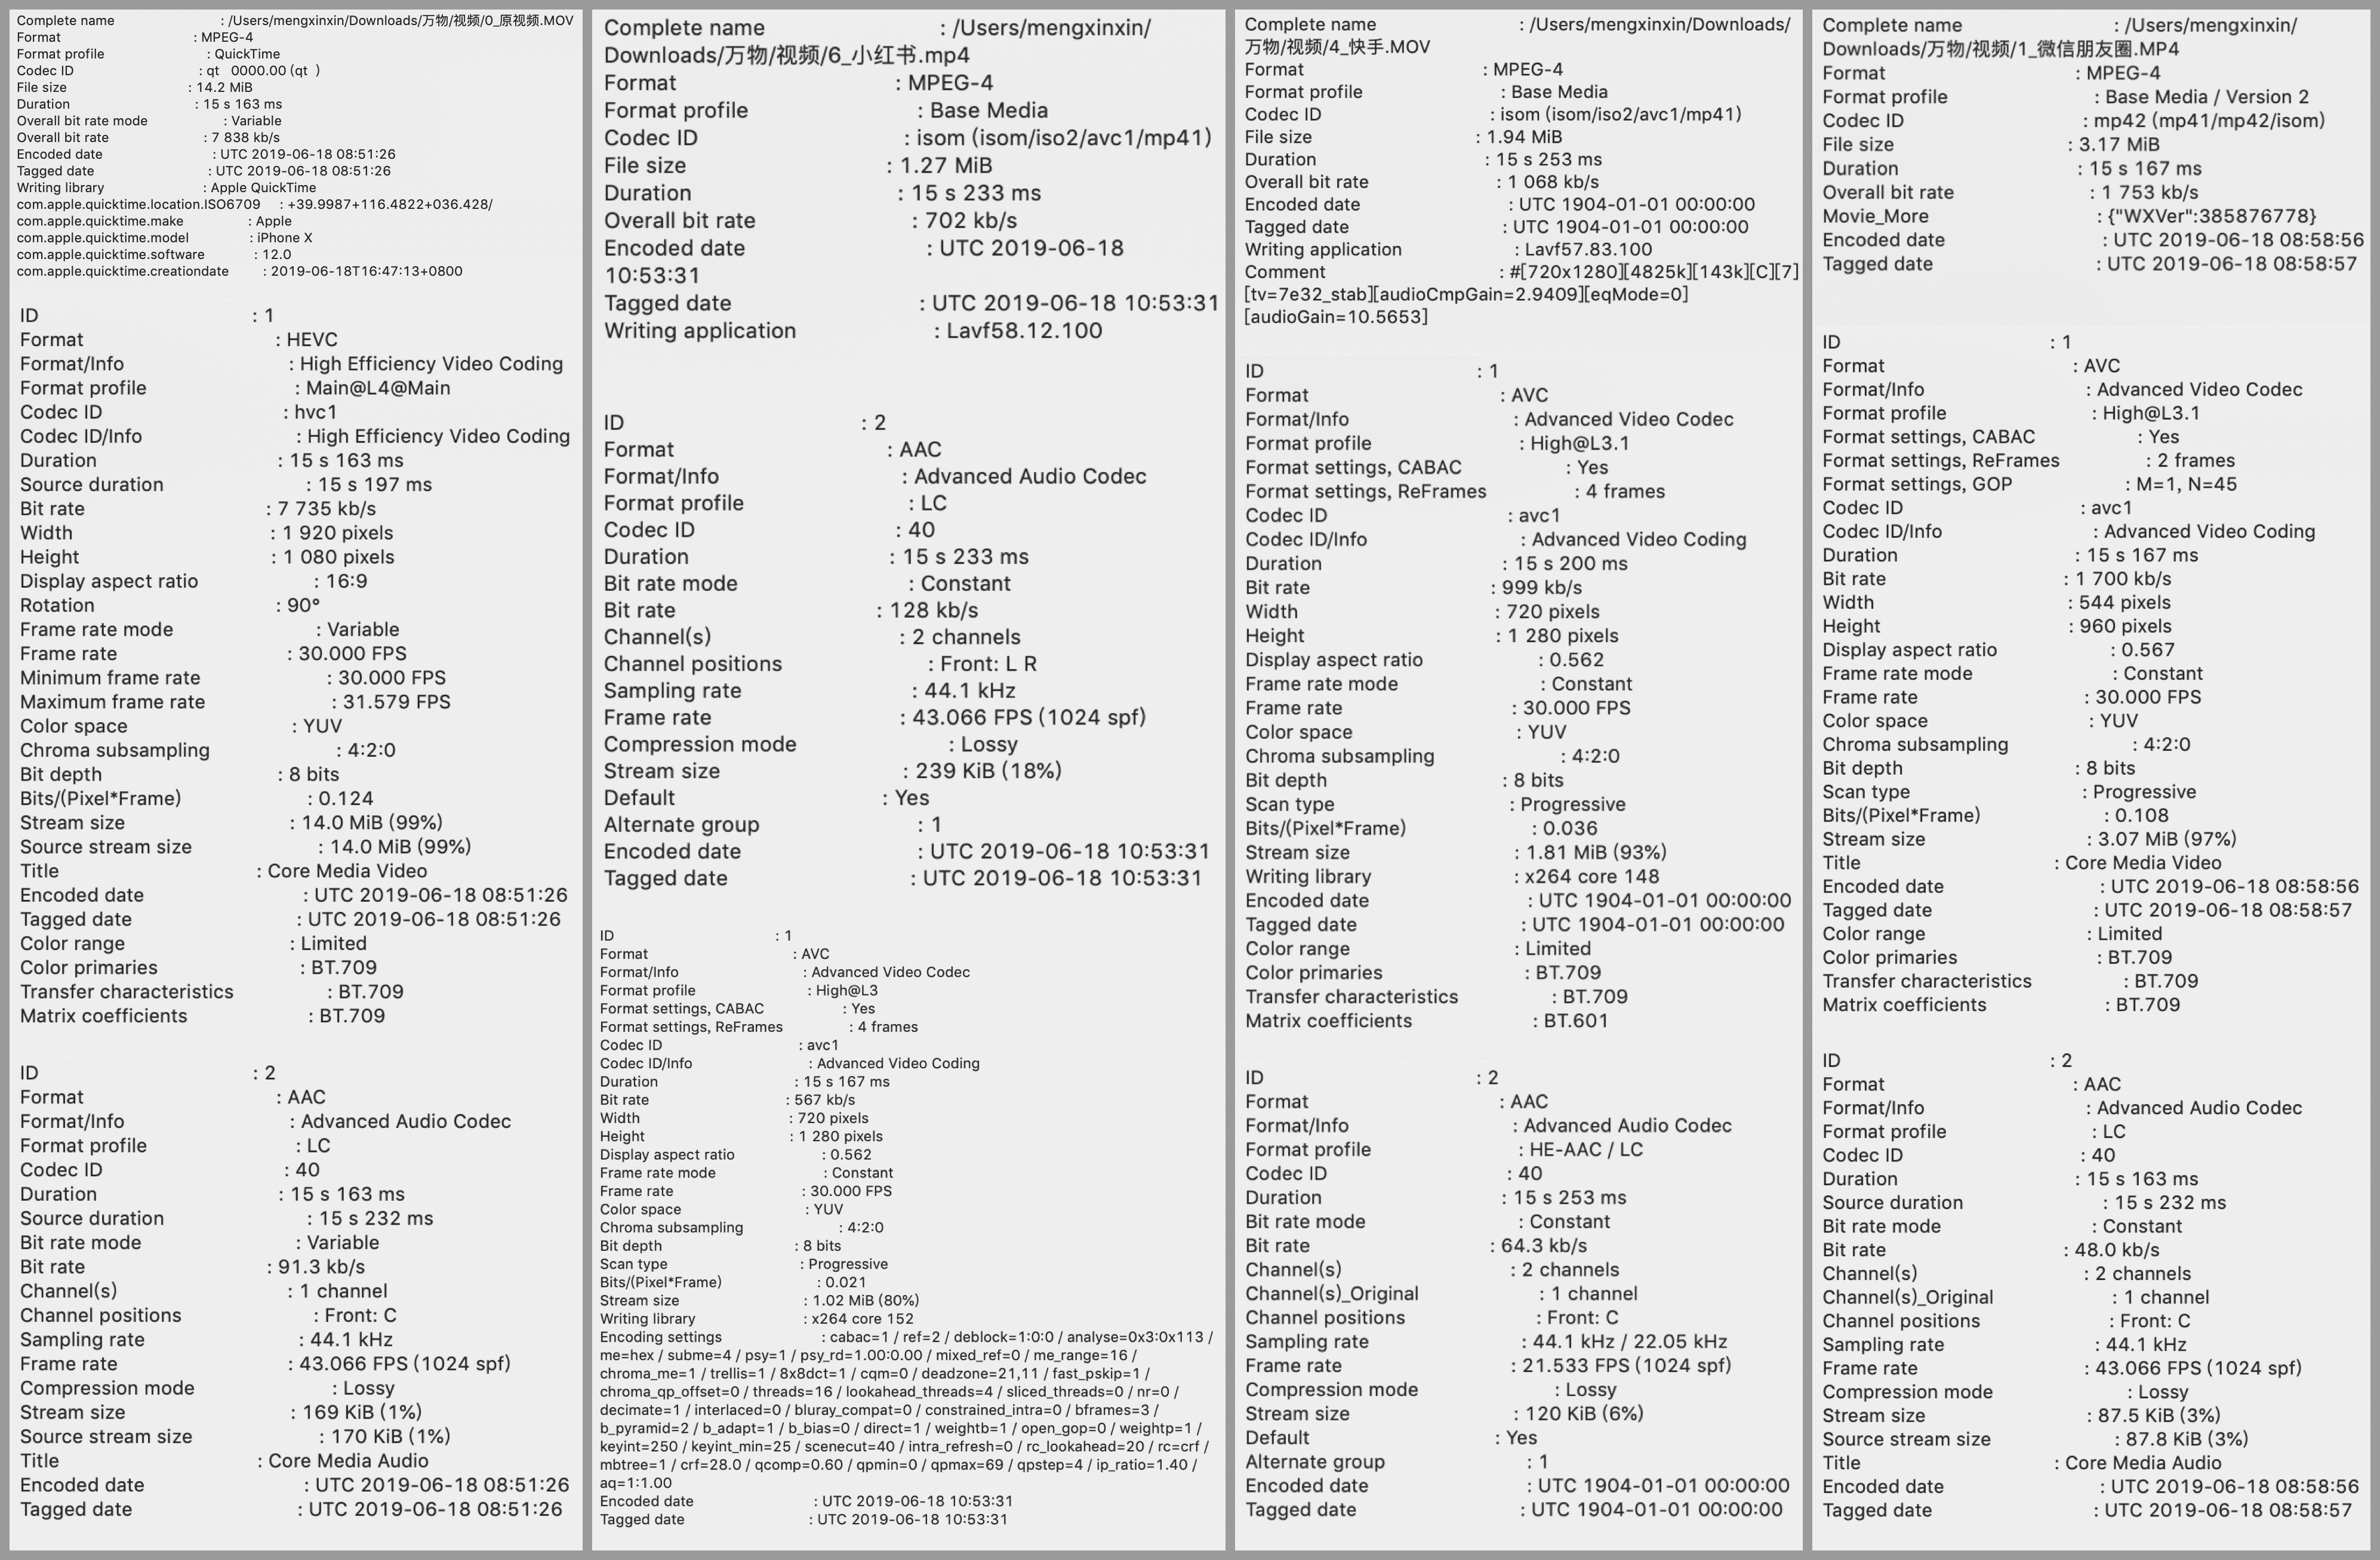 Complete name : /Users/mengxinxin/Downloads/万物/视频/0_原视频.MOV
Format : MPEG-4
Format profile : QuickTime
Codec ID : qt 0000.00 (qt )
File size : 14.2 MiB
Duration : 15 s 163 ms
Overall bit rate mode : Variable
Overall bit rate : 7 838 kb/s
Encoded date : UTC 2019-06-18 08:51:26
Tagged date : UTC 2019-06-18 08:51:26
Writing library : Apple QuickTime
com.apple.quicktime.location.ISO6709 : +39.9987+116.4822+036.428/
com.apple.quicktime.make : Apple
com.apple.quicktime.model : iPhone X
com.apple.quicktime.software : 12.0
com.apple.quicktime.creationdate : 2019-06-18T16:47:13+0800
ID : 1
Format : HEVC
Format/Info : High Efficiency Video Coding
Format profile : Main@L4@Main
Codec ID : hvc1
Codec ID/Info : High Efficiency Video Coding
Duration : 15 s 163 ms
Source duration : 15 s 197 ms
Bit rate : 7 735 kb/s
Width : 1 920 pixels
Height : 1 080 pixels
Display aspect ratio : 16:9
Rotation : 90°
Frame rate mode : Variable
Frame rate : 30.000 FPS
Minimum frame rate : 30.000 FPS
Maximum frame rate : 31.579 FPS
Color space : YUV
Chroma subsampling : 4:2:0
Bit depth : 8 bits
Bits/(Pixel*Frame) : 0.124
Stream size : 14.0 MiB (99%)
Source stream size : 14.0 MiB (99%)
Title : Core Media Video
Encoded date : UTC 2019-06-18 08:51:26
Tagged date : UTC 2019-06-18 08:51:26
Color range : Limited
Color primaries : BT.709
Transfer characteristics : BT.709
Matrix coefficients : BT.709
ID : 2
Format : AAC
Format/Info : Advanced Audio Codec
Format profile : LC
Codec ID : 40
Duration : 15 s 163 ms
Source duration : 15 s 232 ms
Bit rate mode : Variable
Bit rate : 91.3 kb/s
Channel(s) : 1 channel
Channel positions : Front: C
Sampling rate : 44.1 kHz
Frame rate : 43.066 FPS (1024 spf)
Compression mode : Lossy
Stream size : 169 KiB (1%)
Source stream size : 170 KiB (1%)
Title : Core Media Audio
Encoded date : UTC 2019-06-18 08:51:26
Tagged date : UTC 2019-06-18 08:51:26
Complete name : /Users/mengxinxin/
Downloads/万物/视频/6_小红书.mp4
Format : MPEG-4
Format profile : Base Media
Codec ID : isom (isom/iso2/avc1/mp41)
File size : 1.27 MiB
Duration : 15 s 233 ms
Overall bit rate : 702 kb/s
Encoded date : UTC 2019-06-18
10:53:31
Tagged date : UTC 2019-06-18 10:53:31
Writing application : Lavf58.12.100
ID : 2
Format : AAC
Format/Info : Advanced Audio Codec
Format profile : LC
Codec ID : 40
Duration : 15 s 233 ms
Bit rate mode : Constant
Bit rate : 128 kb/s
Channel(s) : 2 channels
Channel positions : Front: L R
Sampling rate : 44.1 kHz
Frame rate : 43.066 FPS (1024 spf)
Compression mode : Lossy
Stream size : 239 KiB (18%)
Default : Yes
Alternate group : 1
Encoded date : UTC 2019-06-18 10:53:31
Tagged date : UTC 2019-06-18 10:53:31
ID : 1
Format : AVC
Format/Info : Advanced Video Codec
Format profile : High@L3
Format settings, CABAC : Yes
Format settings, ReFrames : 4 frames
Codec ID : avc1
Codec ID/Info : Advanced Video Coding
Duration : 15 s 167 ms
Bit rate : 567 kb/s
Width : 720 pixels
Height : 1 280 pixels
Display aspect ratio : 0.562
Frame rate mode : Constant
Frame rate : 30.000 FPS
Color space : YUV
Chroma subsampling : 4:2:0
Bit depth : 8 bits
Scan type : Progressive
Bits/(Pixel*Frame) : 0.021
Stream size : 1.02 MiB (80%)
Writing library : x264 core 152
Encoding settings : cabac=1 / ref=2 / deblock=1:0:0 / analyse=0x3:0x113 /
me=hex / subme=4 / psy=1 / psy_rd=1.00:0.00 / mixed_ref=0 / me_range=16 /
chroma_me=1 / trellis=1 / 8x8dct=1 / cqm=0 / deadzone=21,11 / fast_pskip=1 /
chroma_qp_offset=0 / threads=16 / lookahead_threads=4 / sliced_threads=0 / nr=0 /
decimate=1 / interlaced=0 / bluray_compat=0 / constrained_intra=0 / bframes=3 /
b_pyramid=2 / b_adapt=1 / b_bias=0 / direct=1 / weightb=1 / open_gop=0 / weightp=1 /
keyint=250 / keyint_min=25 / scenecut=40 / intra_refresh=0 / rc_lookahead=20 / rc=crf /
mbtree=1 / crf=28.0 / qcomp=0.60 / qpmin=0 / qpmax=69 / qpstep=4 / ip_ratio=1.40 /
aq=1:1.00
Encoded date : UTC 2019-06-18 10:53:31
Tagged date : UTC 2019-06-18 10:53:31
Complete name : /Users/mengxinxin/Downloads/
万物/视频/4_快手.MOV
Format : MPEG-4
Format profile : Base Media
Codec ID : isom (isom/iso2/avc1/mp41)
File size : 1.94 MiB
Duration : 15 s 253 ms
Overall bit rate : 1 068 kb/s
Encoded date : UTC 1904-01-01 00:00:00
Tagged date : UTC 1904-01-01 00:00:00
Writing application : Lavf57.83.100
Comment : #[720x1280][4825k][143k][C][7]
[tv=7e32_stab][audioCmpGain=2.9409][eqMode=0]
[audioGain=10.5653]
ID : 1
Format : AVC
Format/Info : Advanced Video Codec
Format profile : High@L3.1
Format settings, CABAC : Yes
Format settings, ReFrames : 4 frames
Codec ID : avc1
Codec ID/Info : Advanced Video Coding
Duration : 15 s 200 ms
Bit rate : 999 kb/s
Width : 720 pixels
Height : 1 280 pixels
Display aspect ratio : 0.562
Frame rate mode : Constant
Frame rate : 30.000 FPS
Color space : YUV
Chroma subsampling : 4:2:0
Bit depth : 8 bits
Scan type : Progressive
Bits/(Pixel*Frame) : 0.036
Stream size : 1.81 MiB (93%)
Writing library : x264 core 148
Encoded date : UTC 1904-01-01 00:00:00
Tagged date : UTC 1904-01-01 00:00:00
Color range : Limited
Color primaries : BT.709
Transfer characteristics : BT.709
Matrix coefficients : BT.601
ID : 2
Format : AAC
Format/Info : Advanced Audio Codec
Format profile : HE-AAC / LC
Codec ID : 40
Duration : 15 s 253 ms
Bit rate mode : Constant
Bit rate : 64.3 kb/s
Channel(s) : 2 channels
Channel(s)_Original : 1 channel
Channel positions : Front: C
Sampling rate : 44.1 kHz / 22.05 kHz
Frame rate : 21.533 FPS (1024 spf)
Compression mode : Lossy
Stream size : 120 KiB (6%)
Default : Yes
Alternate group : 1
Encoded date : UTC 1904-01-01 00:00:00
Tagged date : UTC 1904-01-01 00:00:00
Complete name : /Users/mengxinxin/
Downloads/万物/视频/1_微信朋友圈.MP4
Format : MPEG-4
Format profile : Base Media / Version 2
Codec ID : mp42 (mp41/mp42/isom)
File size : 3.17 MiB
Duration : 15 s 167 ms
Overall bit rate : 1 753 kb/s
Movie_More : {"WXVer":385876778}
Encoded date : UTC 2019-06-18 08:58:56
Tagged date : UTC 2019-06-18 08:58:57
ID : 1
Format : AVC
Format/Info : Advanced Video Codec
Format profile : High@L3.1
Format settings, CABAC : Yes
Format settings, ReFrames : 2 frames
Format settings, GOP : M=1, N=45
Codec ID : avc1
Codec ID/Info : Advanced Video Coding
Duration : 15 s 167 ms
Bit rate : 1 700 kb/s
Width : 544 pixels
Height : 960 pixels
Display aspect ratio : 0.567
Frame rate mode : Constant
Frame rate : 30.000 FPS
Color space : YUV
Chroma subsampling : 4:2:0
Bit depth : 8 bits
Scan type : Progressive
Bits/(Pixel*Frame) : 0.108
Stream size : 3.07 MiB (97%)
Title : Core Media Video
Encoded date : UTC 2019-06-18 08:58:56
Tagged date : UTC 2019-06-18 08:58:57
Color range : Limited
Color primaries : BT.709
Transfer characteristics : BT.709
Matrix coefficients : BT.709
ID : 2
Format : AAC
Format/Info : Advanced Audio Codec
Format profile : LC
Codec ID : 40
Duration : 15 s 163 ms
Source duration : 15 s 232 ms
Bit rate mode : Constant
Bit rate : 48.0 kb/s
Channel(s) : 2 channels
Channel(s)_Original : 1 channel
Channel positions : Front: C
Sampling rate : 44.1 kHz
Frame rate : 43.066 FPS (1024 spf)
Compression mode : Lossy
Stream size : 87.5 KiB (3%)
Source stream size : 87.8 KiB (3%)
Title : Core Media Audio
Encoded date : UTC 2019-06-18 08:58:56
Tagged date : UTC 2019-06-18 08:58:57